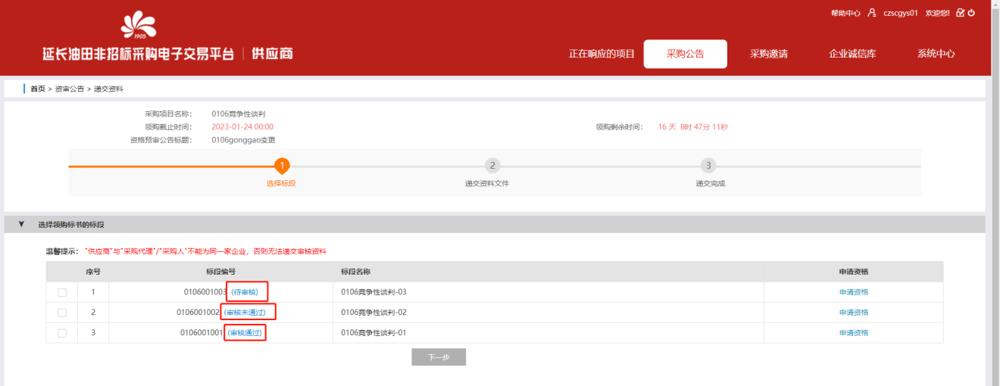 帮助中心 czscgys01 欢迎您!
1905
延长油田非招标采购电子交易平台 | 供应商
正在响应的项目 采购公告 采购邀请 企业诚信库 系统中心
首页 > 资审公告 > 递交资料
采购项目名称: 0106竞争性谈判
领购截止时间: 2023-01-24 00:00 领购剩余时间: 16 天 8时 47分 11秒
资格预审公告标题: 0106gonggao变更
1 2 3
选择标段 递交资料文件 递交完成
选择领购标书的标段
温馨提示: "供应商"与"采购代理"/"采购人"不能为同一家企业，否则无法递交审核资料
序号 标段编号 标段名称 申请资格
1 0106001003 (待审核) 0106竞争性谈判-03 申请资格
2 0106001002 (审核未通过) 0106竞争性谈判-02 申请资格
3 0106001001 (审核通过) 0106竞争性谈判-01 申请资格
下一步